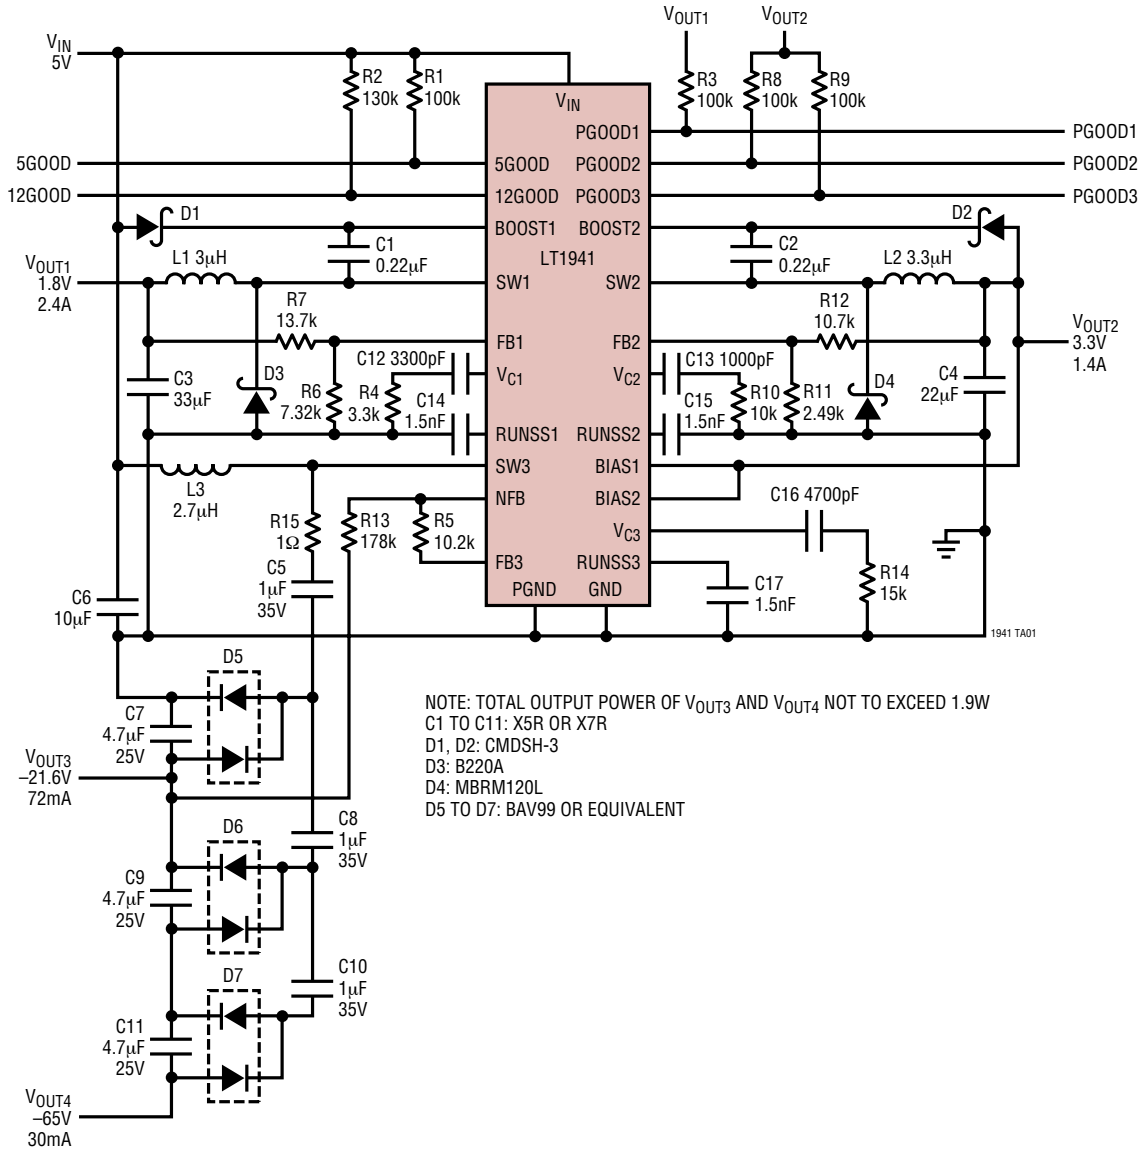 VOUT1
VOUT2
VIN
5V
R2
130k
R1
100k
R3
100k
R8
100k
R9
100k
VIN
PGOOD1
PGOOD1
5GOOD
5GOOD
PGOOD2
PGOOD2
12GOOD
12GOOD
PGOOD3
PGOOD3
D1
BOOST1
BOOST2
D2
C1
0.22µF
LT1941
C2
0.22µF
VOUT1
1.8V
2.4A
L1 3µH
SW1
SW2
L2 3.3µH
R7
13.7k
R12
10.7k
FB1
FB2
VOUT2
3.3V
1.4A
C12 3300pF
C13 1000pF
VC1
VC2
C3
33µF
D3
R6
7.32k
R4
3.3k
C14
1.5nF
C15
1.5nF
R10
10k
R11
2.49k
D4
C4
22µF
RUNSS1
RUNSS2
SW3
BIAS1
L3
2.7µH
NFB
BIAS2
C16 4700pF
R15
1Ω
R13
178k
R5
10.2k
VC3
FB3
RUNSS3
R14
15k
C5
1µF
35V
PGND
GND
C17
1.5nF
C6
10µF
1941 TA01
D5
C7
4.7µF
25V
NOTE: TOTAL OUTPUT POWER OF VOUT3 AND VOUT4 NOT TO EXCEED 1.9W
C1 TO C11: X5R OR X7R
D1, D2: CMDSH-3
D3: B220A
D4: MBRM120L
D5 TO D7: BAV99 OR EQUIVALENT
VOUT3
–21.6V
72mA
D6
C8
1µF
35V
C9
4.7µF
25V
D7
C10
1µF
35V
C11
4.7µF
25V
VOUT4
–65V
30mA